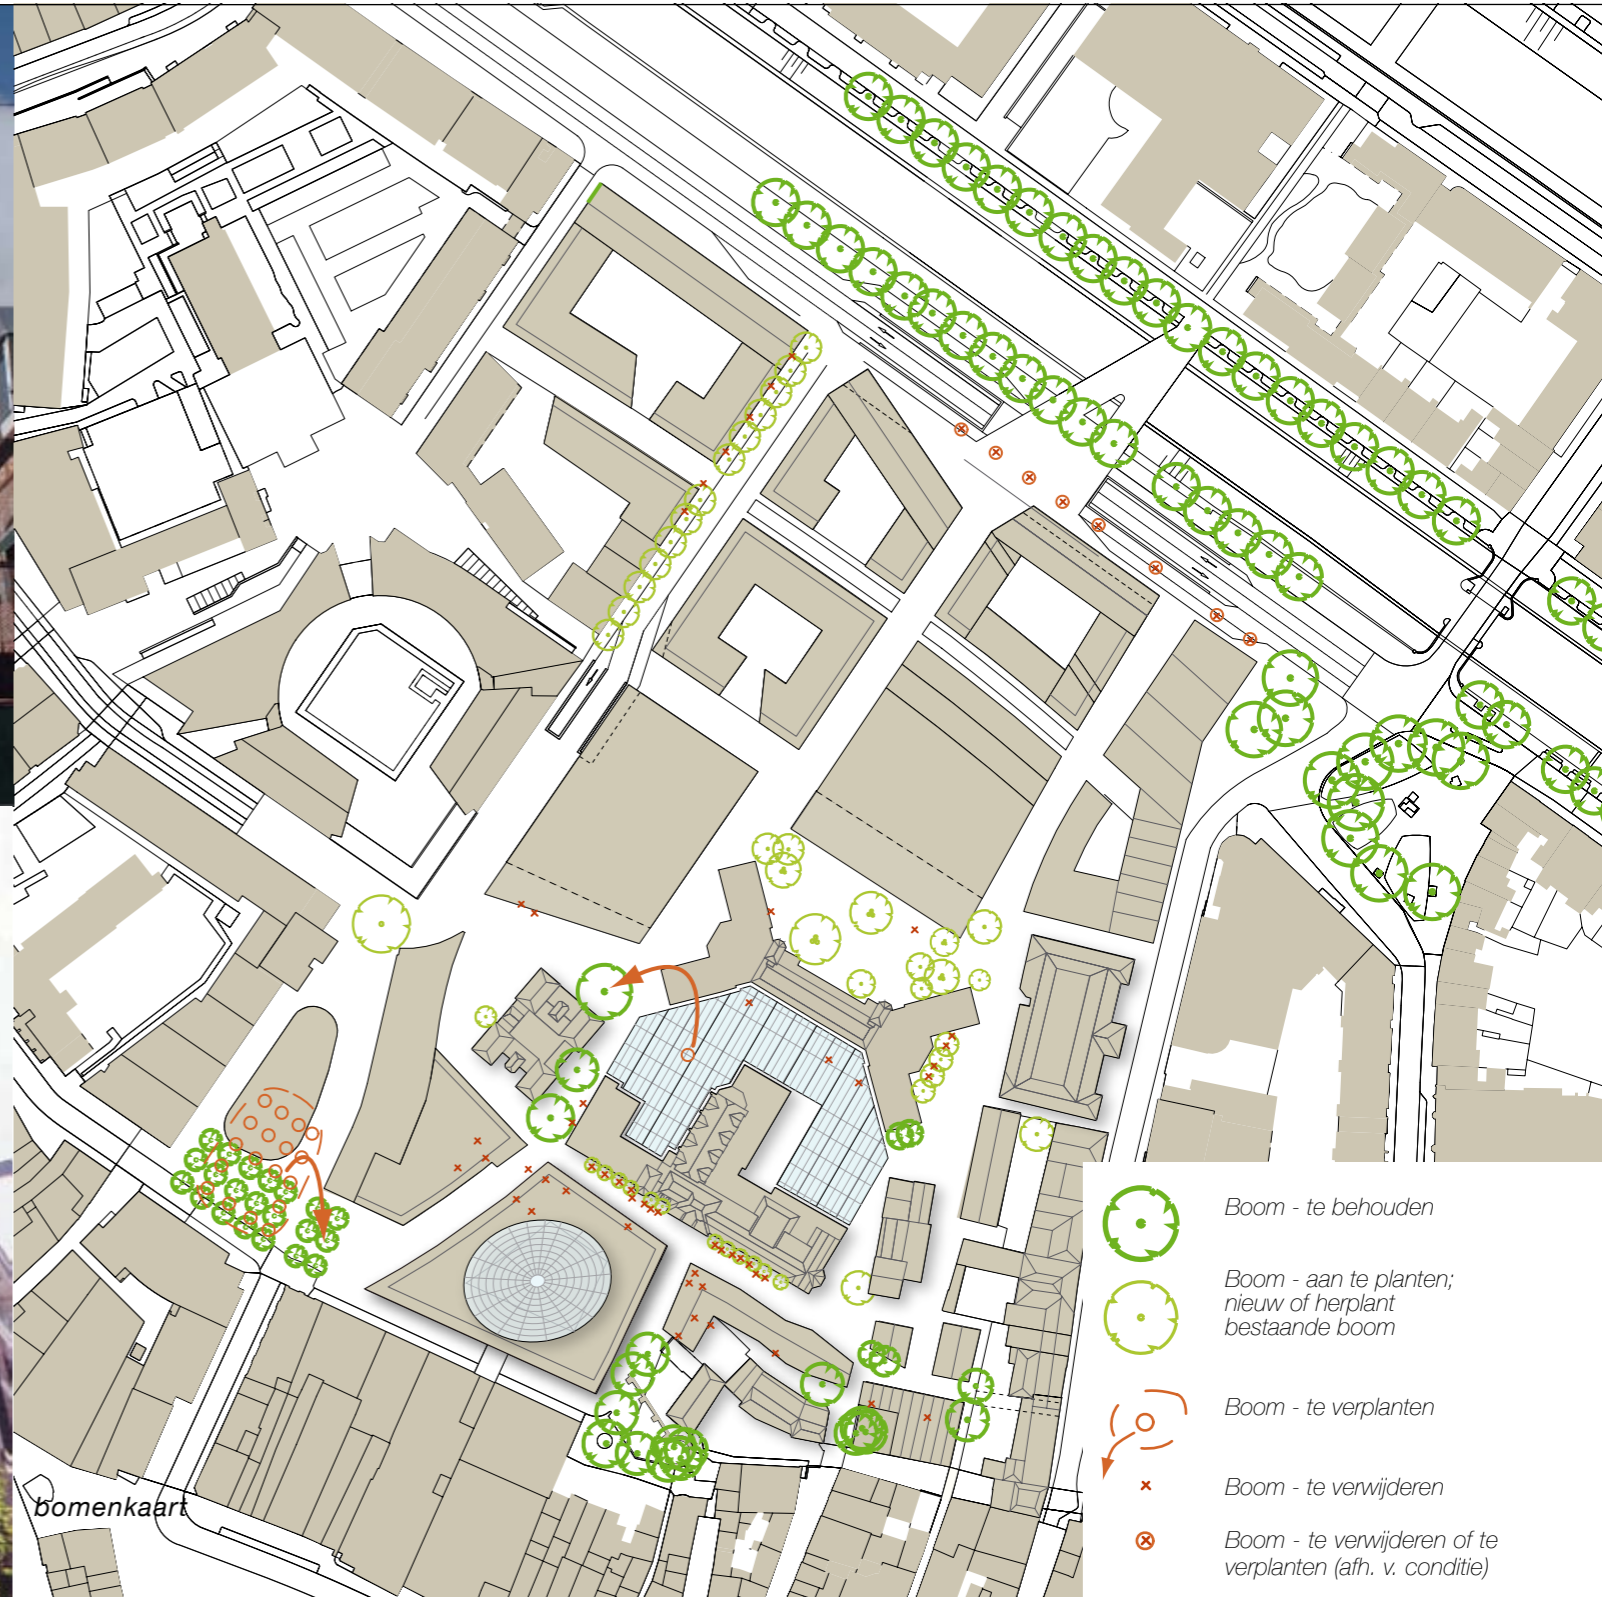 Boom - te behouden
Boom - aan te planten;
nieuw of herplant
bestaande boom
Boom - te verplanten
Boom - te verwijderen
Boom - te verwijderen of te
verplanten (afh. v. conditie)
bomenkaart